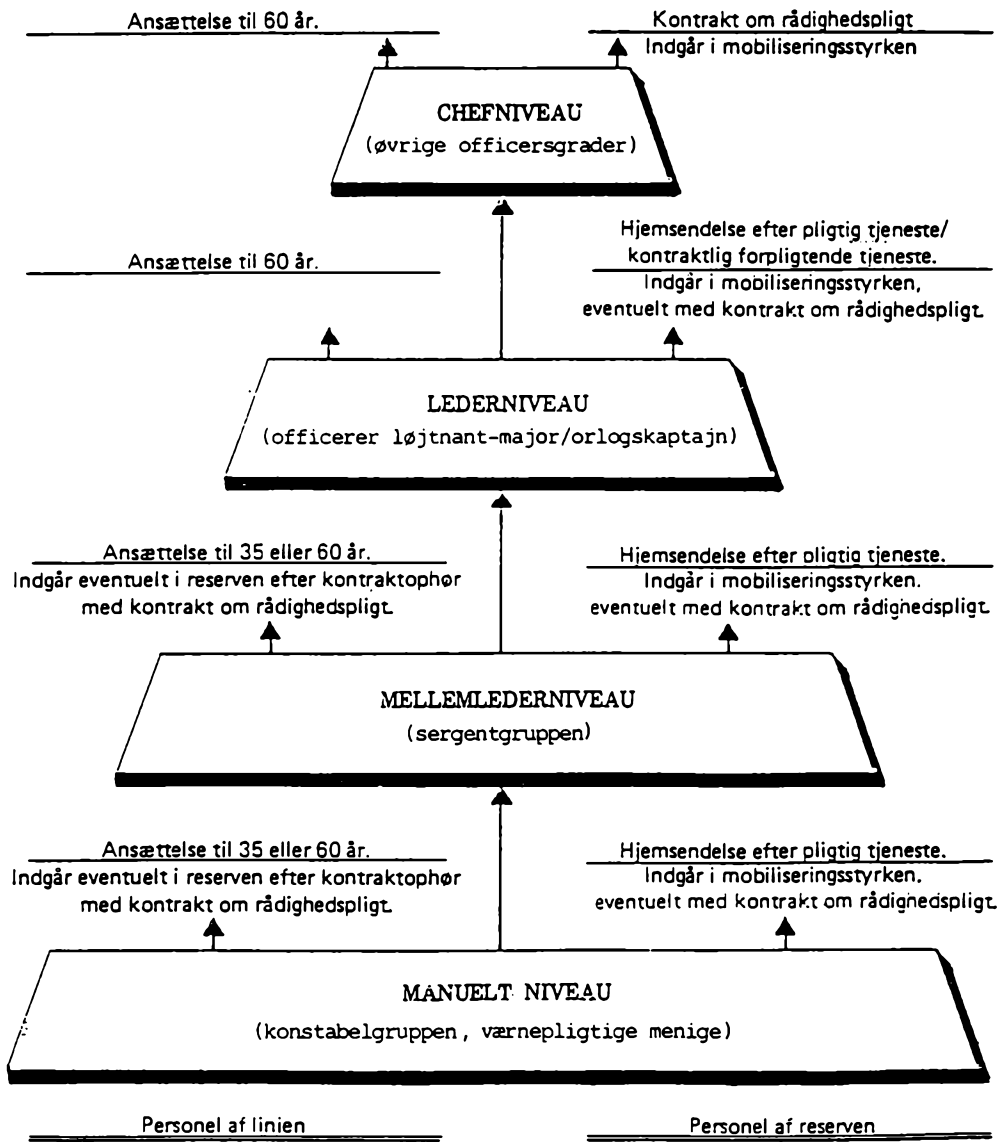 Ansættelse til 60 år.
Kontrakt om rådighedspligt
Indgår i mobiliseringsstyrken
CHEFNIVEAU
(øvrige officersgrader)
Ansættelse til 60 år.
Hjemsendelse efter pligtig tjeneste/
kontraktlig forpligtende tjeneste.
Indgår i mobiliseringsstyrken,
eventuelt med kontrakt om rådighedspligt.
LEDERNIVEAU
(officerer løjtnant-major/orlogskaptajn)
Ansættelse til 35 eller 60 år.
Indgår eventuelt i reserven efter kontraktophør
med kontrakt om rådighedspligt.
Hjemsendelse efter pligtig tjeneste.
Indgår i mobiliseringsstyrken.
eventuelt med kontrakt om rådighedspligt.
MELLEMLEDERNIVEAU
(sergentgruppen)
Ansættelse til 35 eller 60 år.
Indgår eventuelt i reserven efter kontraktophør
med kontrakt om rådighedspligt.
Hjemsendelse efter pligtig tjeneste.
Indgår i mobiliseringsstyrken,
eventuelt med kontrakt om rådighedspligt.
MANUELT NIVEAU
(konstabelgruppen, værnepligtige menige)
Personel af linien
Personel af reserven